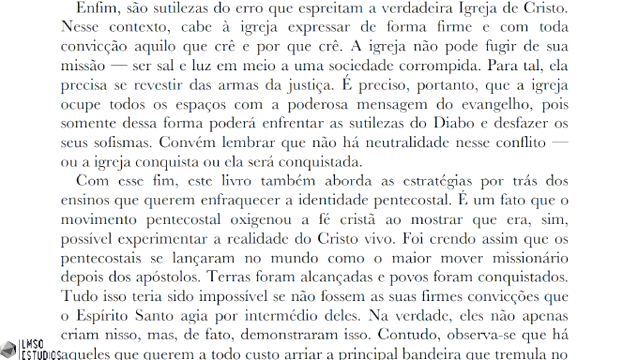 Enfim, são sutilezas do erro que espreitam a verdadeira Igreja de Cristo.
Nesse contexto, cabe à igreja expressar de forma firme e com toda
convicção aquilo que crê e por que crê. A igreja não pode fugir de sua
missão — ser sal e luz em meio a uma sociedade corrompida. Para tal, ela
precisa se revestir das armas da justiça. É preciso, portanto, que a igreja
ocupe todos os espaços com a poderosa mensagem do evangelho, pois
somente dessa forma poderá enfrentar as sutilezas do Diabo e desfazer os
seus sofismas. Convém lembrar que não há neutralidade nesse conflito —
ou a igreja conquista ou ela será conquistada.
Com esse fim, este livro também aborda as estratégias por trás dos
ensinos que querem enfraquecer a identidade pentecostal. É um fato que o
movimento pentecostal oxigenou a fé cristã ao mostrar que era, sim,
possível experimentar a realidade do Cristo vivo. Foi crendo assim que os
pentecostais se lançaram no mundo como o maior mover missionário
depois dos apóstolos. Terras foram alcançadas e povos foram conquistados.
Tudo isso teria sido impossível se não fossem as suas firmes convicções que
o Espírito Santo agia por intermédio deles. Na verdade, eles não apenas
criam nisso, mas, de fato, demonstraram isso. Contudo, observa-se que há
aqueles que querem a todo custo arriar a principal bandeira que tremula no
LMSO
ESTUDIOS